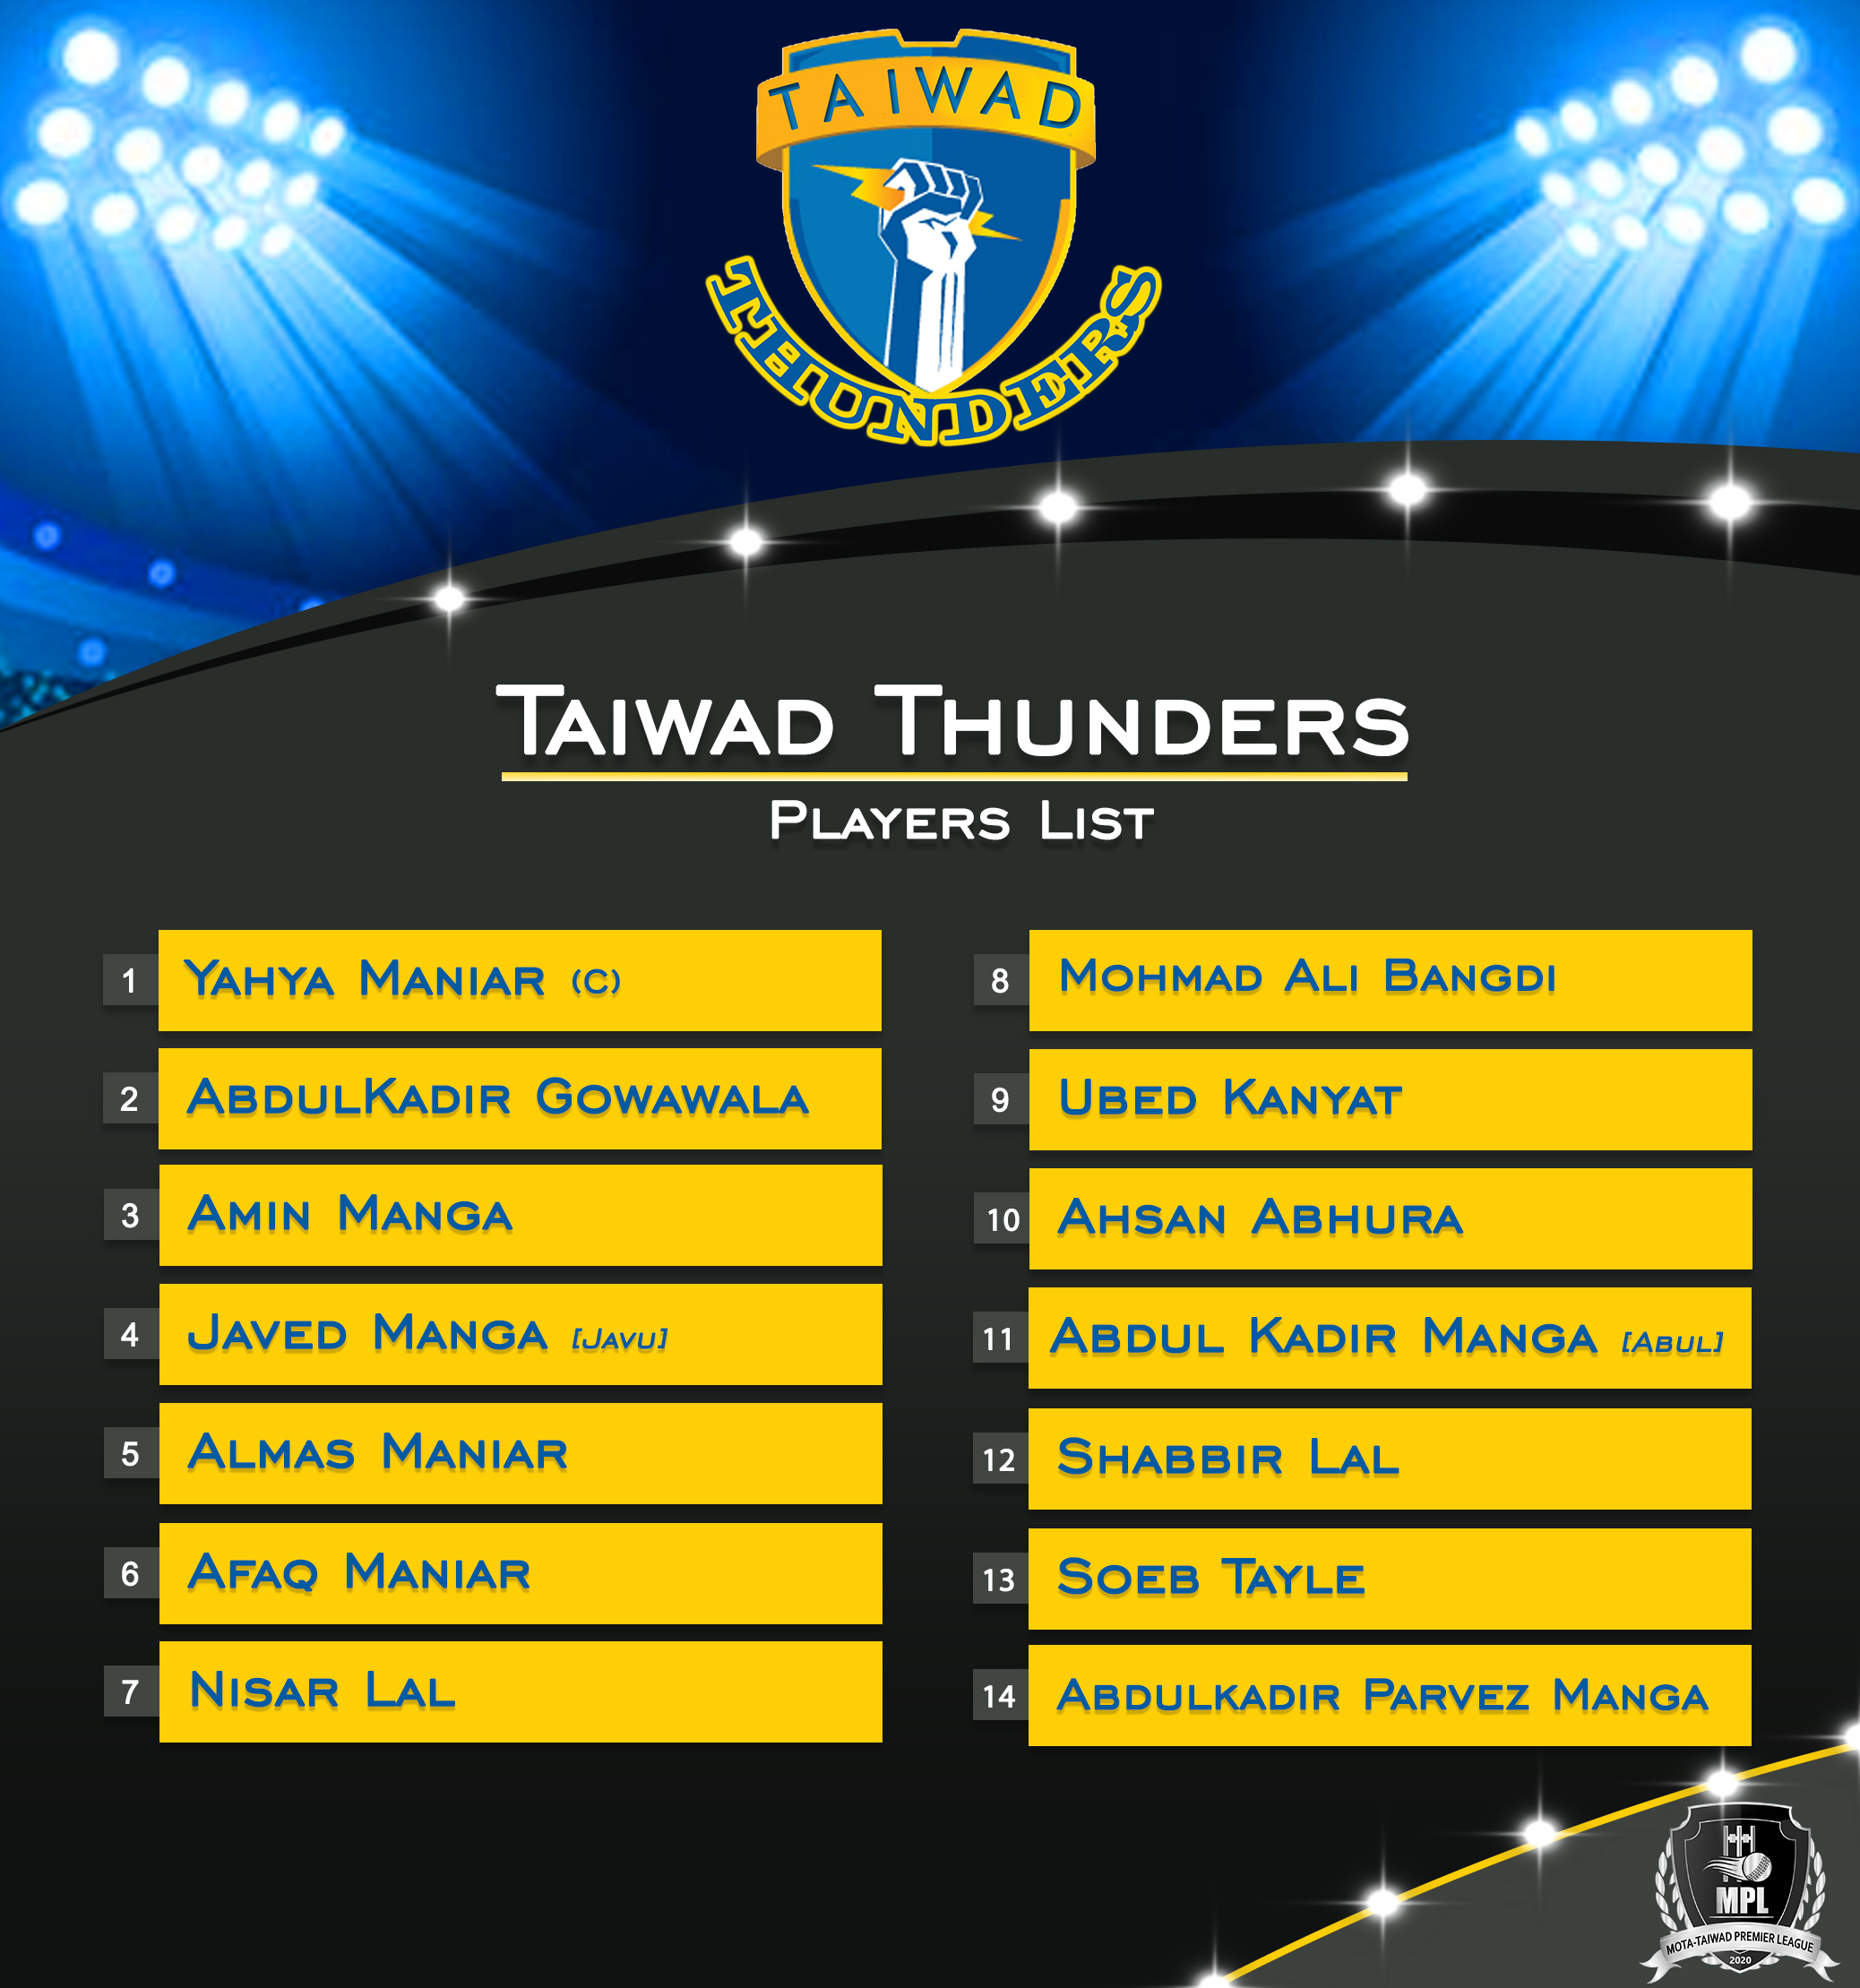 TAIWAD
THUNDERS
TAIWAD THUNDERS
PLAYERS LIST
1 YAHYA MANIAR (C)
2 ABDULKADIR GOWAWALA
3 AMIN MANGA
4 JAVED MANGA [JAVU]
5 ALMAS MANIAR
6 AFAQ MANIAR
7 NISAR LAL
8 MOHMAD ALI BANGDI
9 UBED KANYAT
10 AHSAN ABHURA
11 ABDUL KADIR MANGA [ABUL]
12 SHABBIR LAL
13 SOEB TAYLE
14 ABDULKADIR PARVEZ MANGA
MPL
MOTA-TAIWAD PREMIER LEAGUE
2020